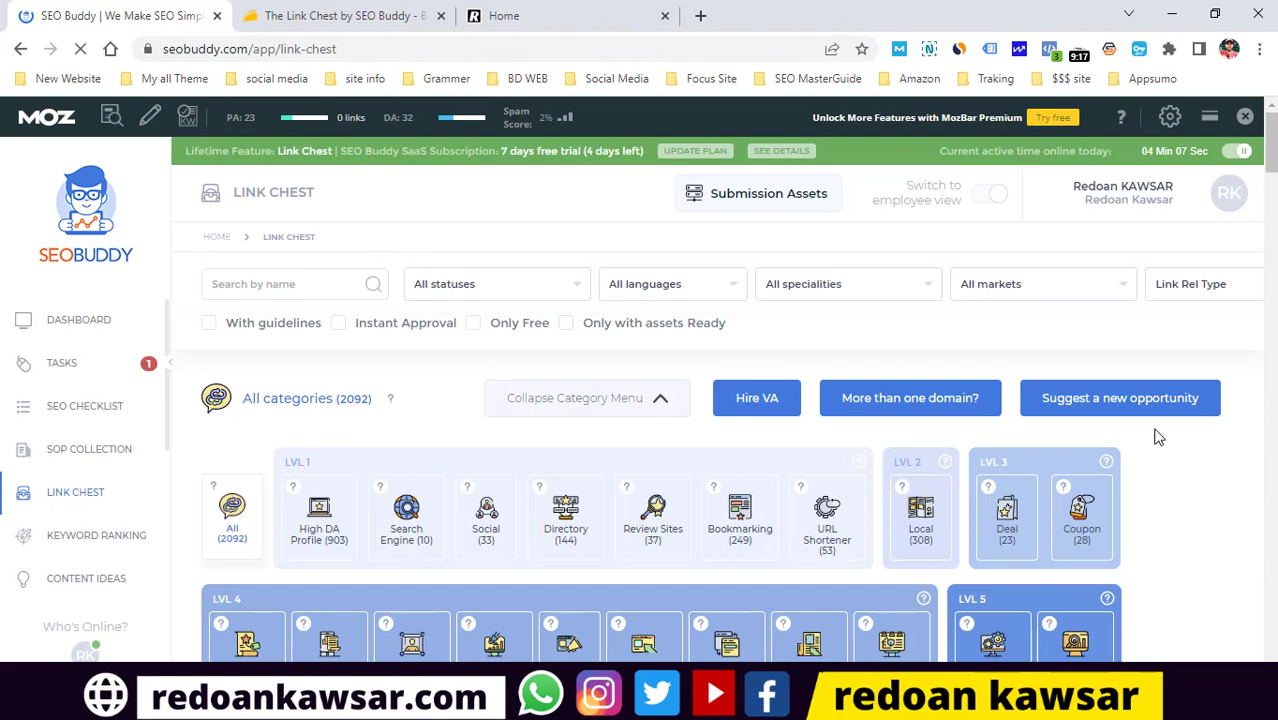 SEO Buddy | We Make SEO Simpl
The Link Chest by SEO Buddy - B
Home
seobuddy.com/app/link-chest
3
9:17
New Website
My all Theme
social media
site info
Grammer
BD WEB
Social Media
Focus Site
SEO MasterGuide
Amazon
Traking
$$$ site
Appsumo
MOZ
PA: 23
0 links
DA: 32
Spam Score: 2%
Unlock More Features with MozBar Premium
Try free
Lifetime Feature: Link Chest | SEO Buddy SaaS Subscription: 7 days free trial (4 days left)
UPDATE PLAN
SEE DETAILS
Current active time online today:
04 Min 07 Sec
SEOBUDDY
LINK CHEST
Submission Assets
Switch to
employee view
Redoan KAWSAR
Redoan Kawsar
RK
HOME > LINK CHEST
Search by name
All statuses
All languages
All specialities
All markets
Link Rel Type
With guidelines
Instant Approval
Only Free
Only with assets Ready
DASHBOARD
TASKS
1
SEO CHECKLIST
SOP COLLECTION
LINK CHEST
KEYWORD RANKING
CONTENT IDEAS
Who's Online?
RK
All categories (2092) ?
Collapse Category Menu
Hire VA
More than one domain?
Suggest a new opportunity
LVL 1
LVL 2
LVL 3
All
(2092)
High DA
Profile (903)
Search
Engine (10)
Social
(33)
Directory
(144)
Review Sites
(37)
Bookmarking
(249)
URL
Shortener
(53)
Local
(308)
Deal
(23)
Coupon
(28)
LVL 4
LVL 5
redoankawsar.com
redoan kawsar